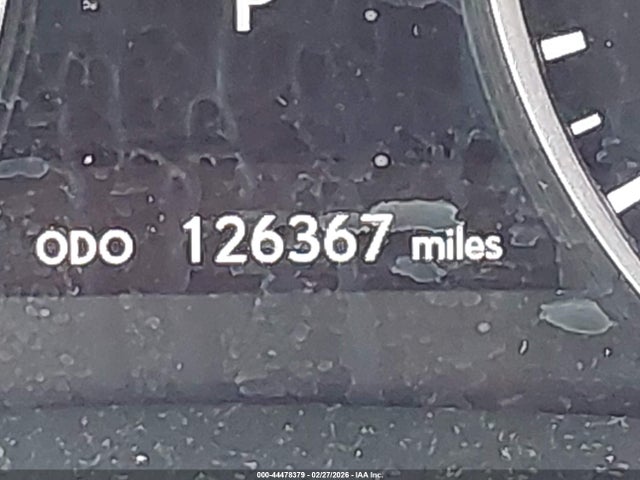 P
ODO 126367 miles
000-44478379 - 02/27/2026 - IAA Inc.